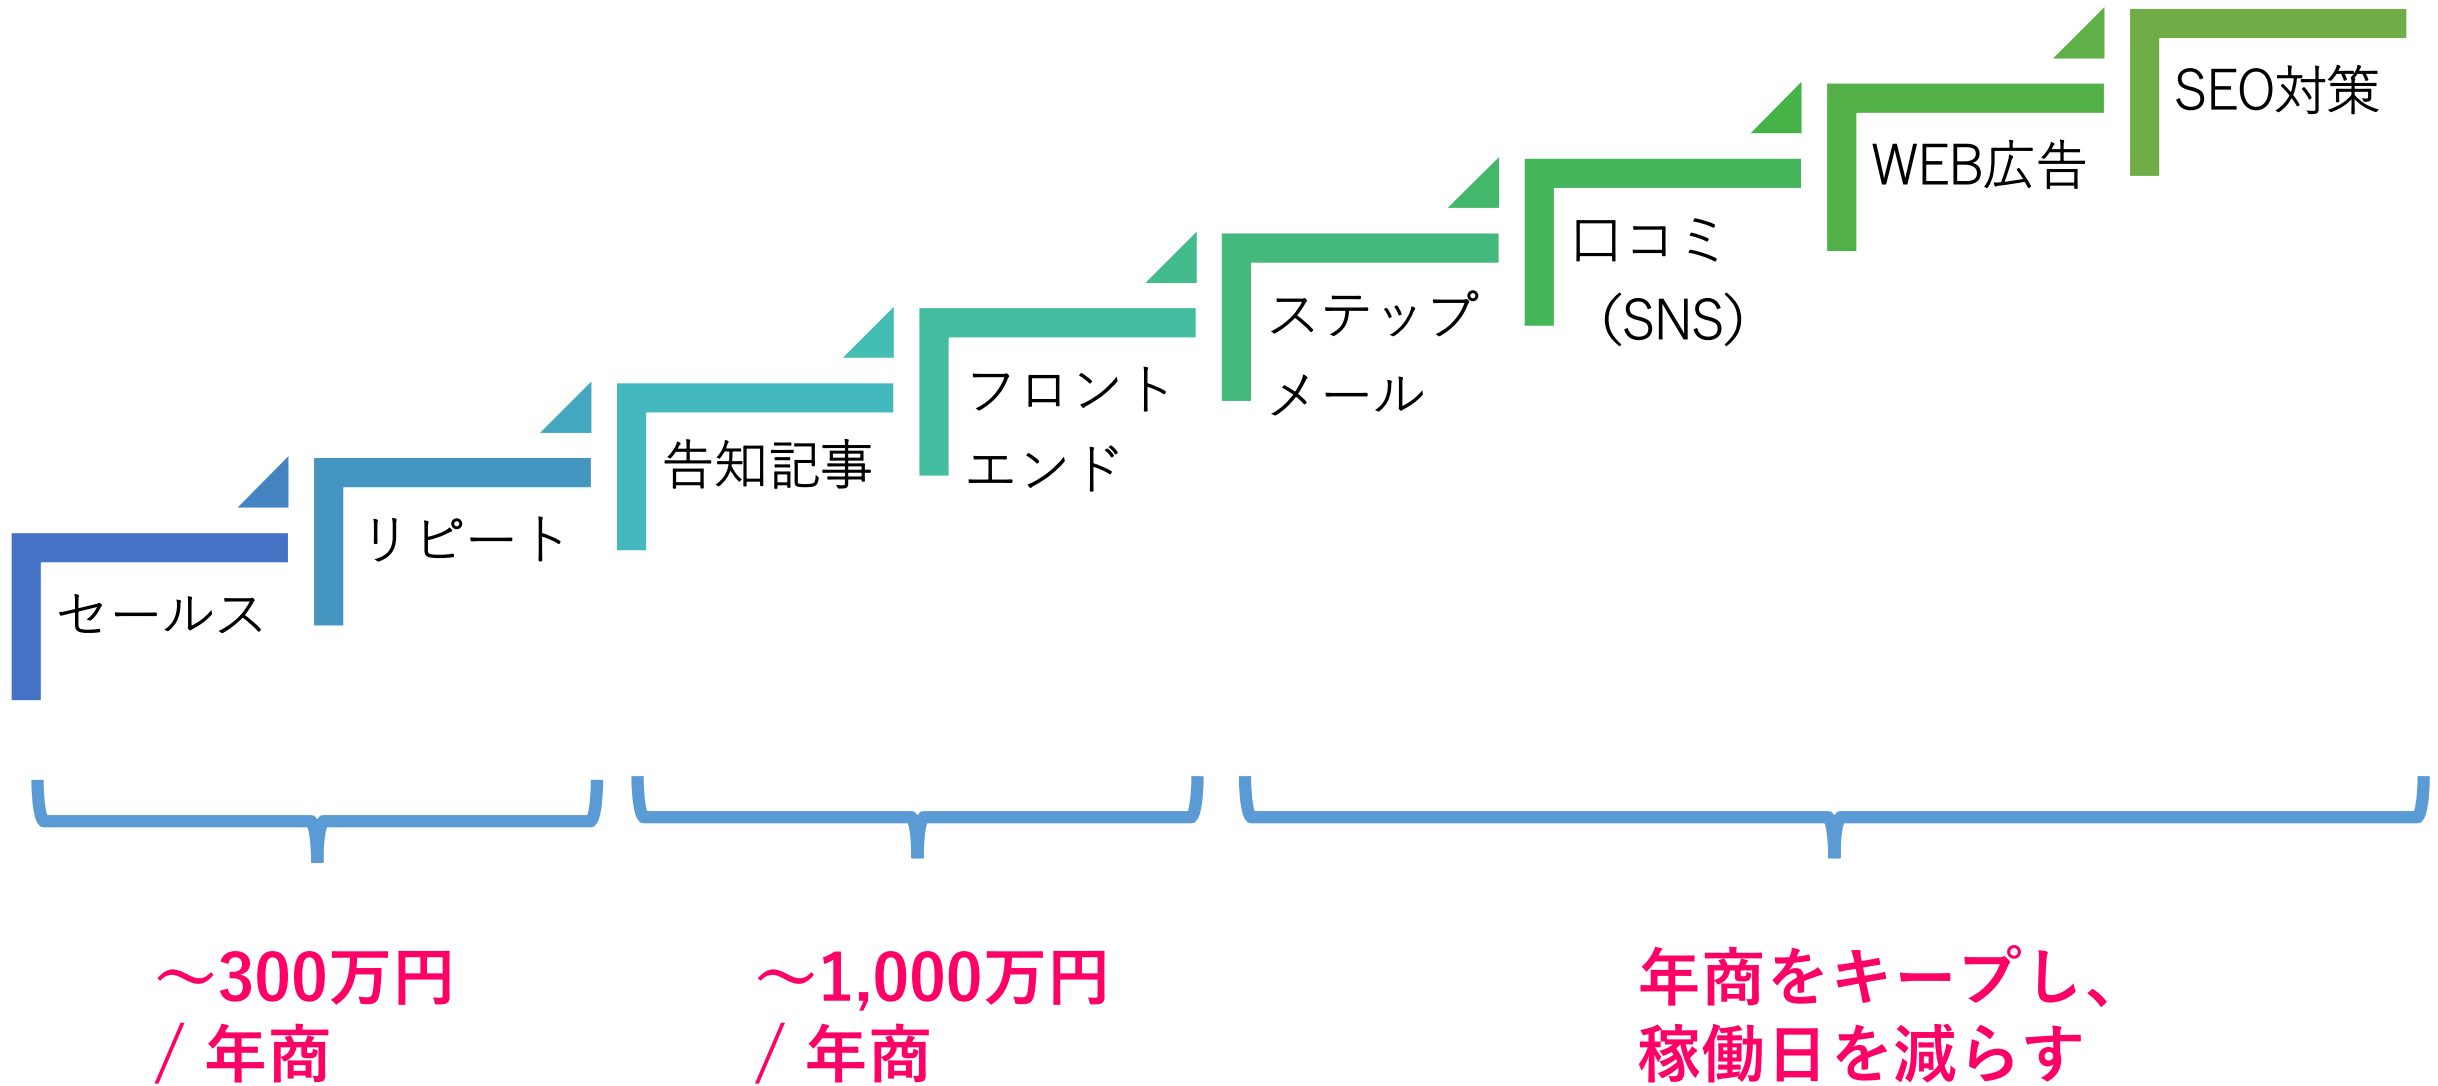 セールス
リピート
告知記事
フロント
エンド
ステップ
メール
口コミ
（SNS）
WEB広告
SEO対策
～300万円
/ 年商
～1,000万円
/ 年商
年商をキープし、
稼働日を減らす